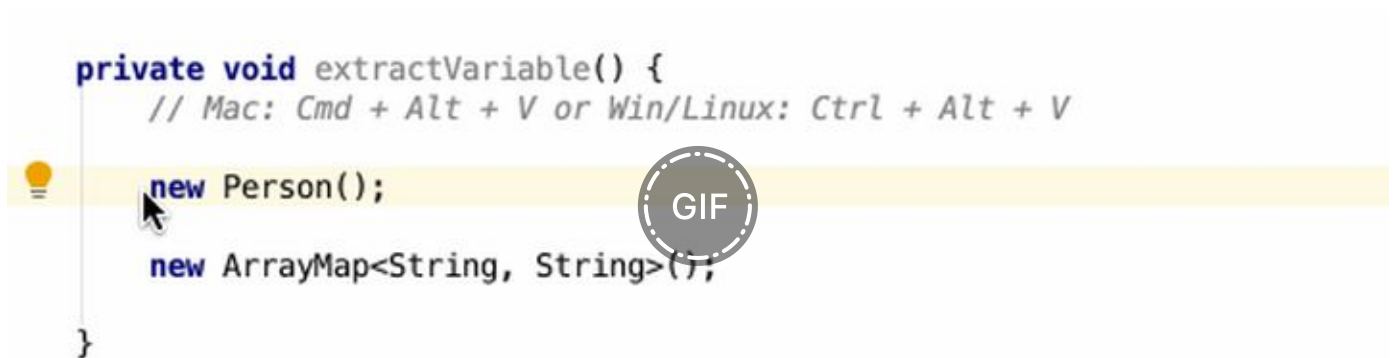 private void extractVariable() {
// Mac: Cmd + Alt + V or Win/Linux: Ctrl + Alt + V
new Person();
GIF
new ArrayMap<String, String>();
}